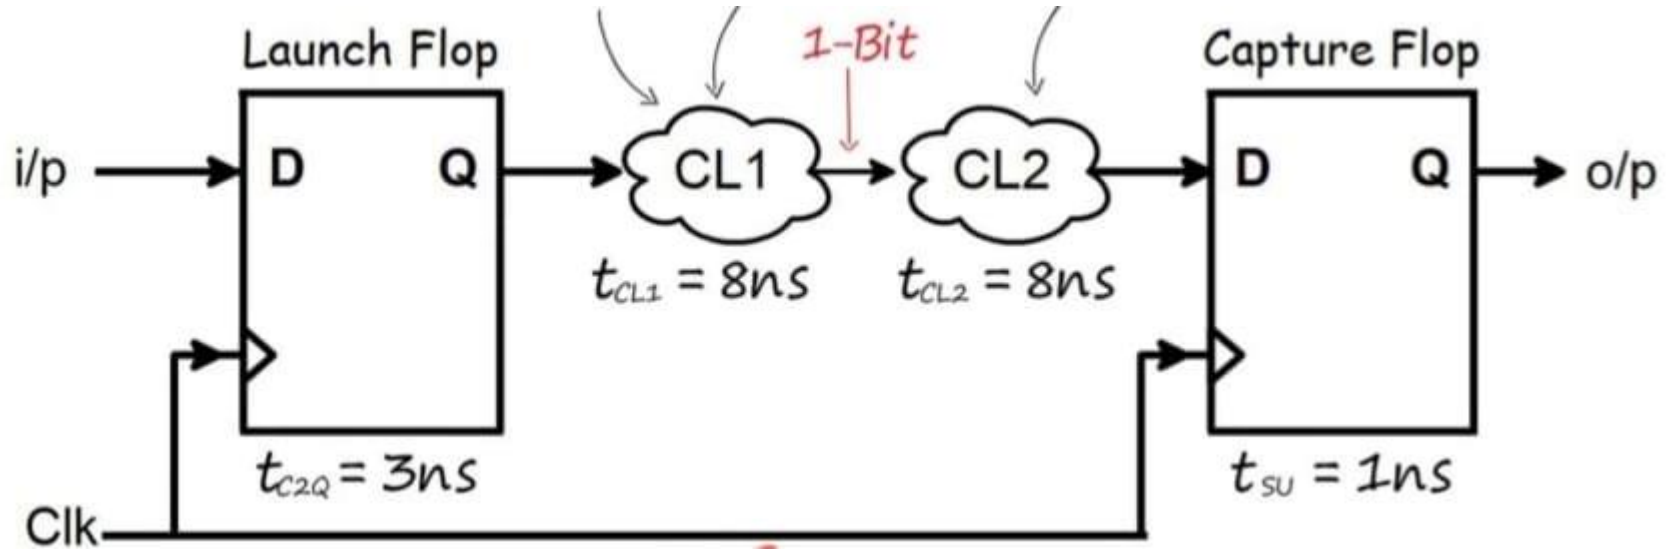 Launch Flop
1-Bit
Capture Flop
i/p
D
Q
CL1
CL2
D
Q
o/p
tCL1 = 8ns
tCL2 = 8ns
tC2Q = 3ns
tSU = 1ns
Clk